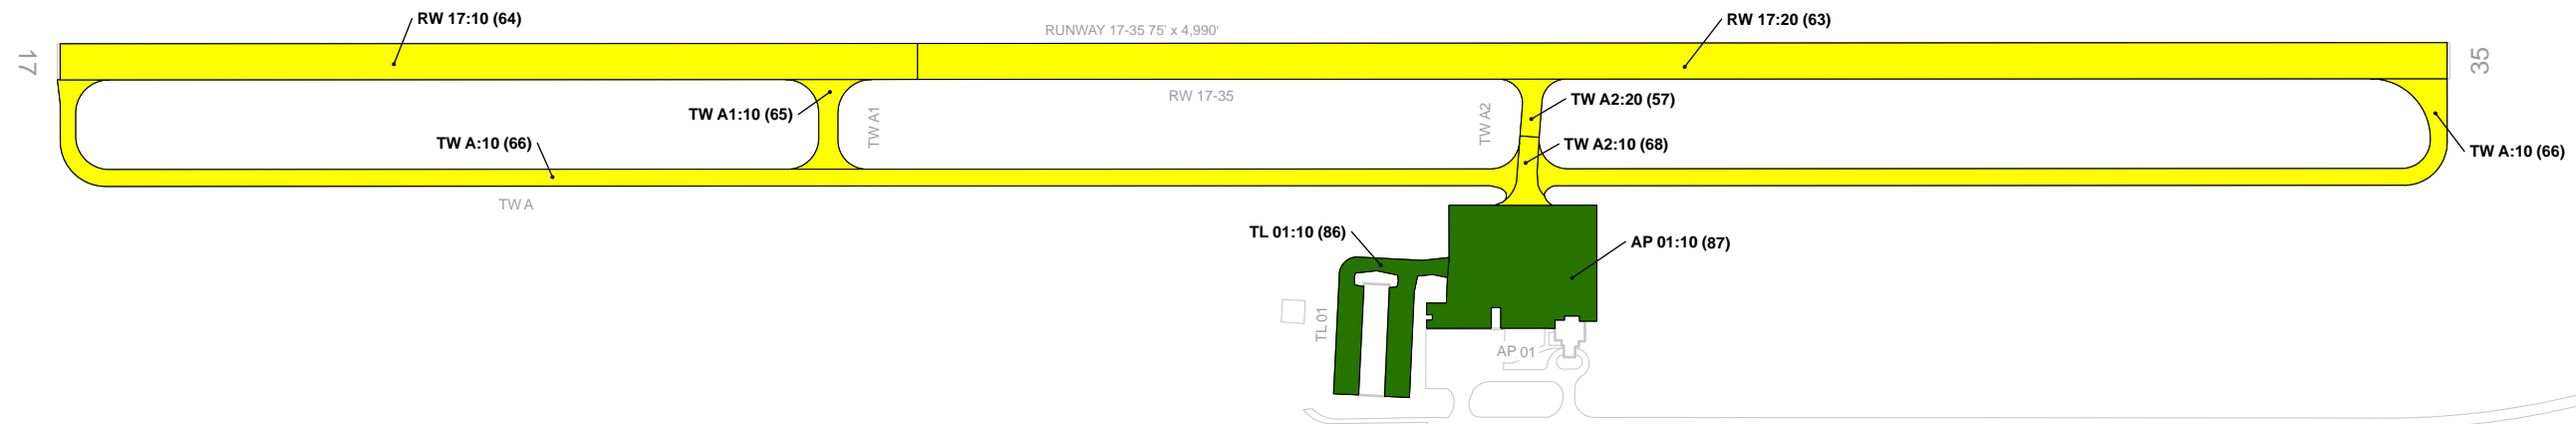 RW 17:10 (64)
RUNWAY 17-35 75' x 4,990'
RW 17:20 (63)
17
35
RW 17-35
TW A1:10 (65)
TW A1
TW A2
TW A2:20 (57)
TW A:10 (66)
TW A2:10 (68)
TW A:10 (66)
TW A
TL 01:10 (86)
AP 01:10 (87)
TL 01
AP 01